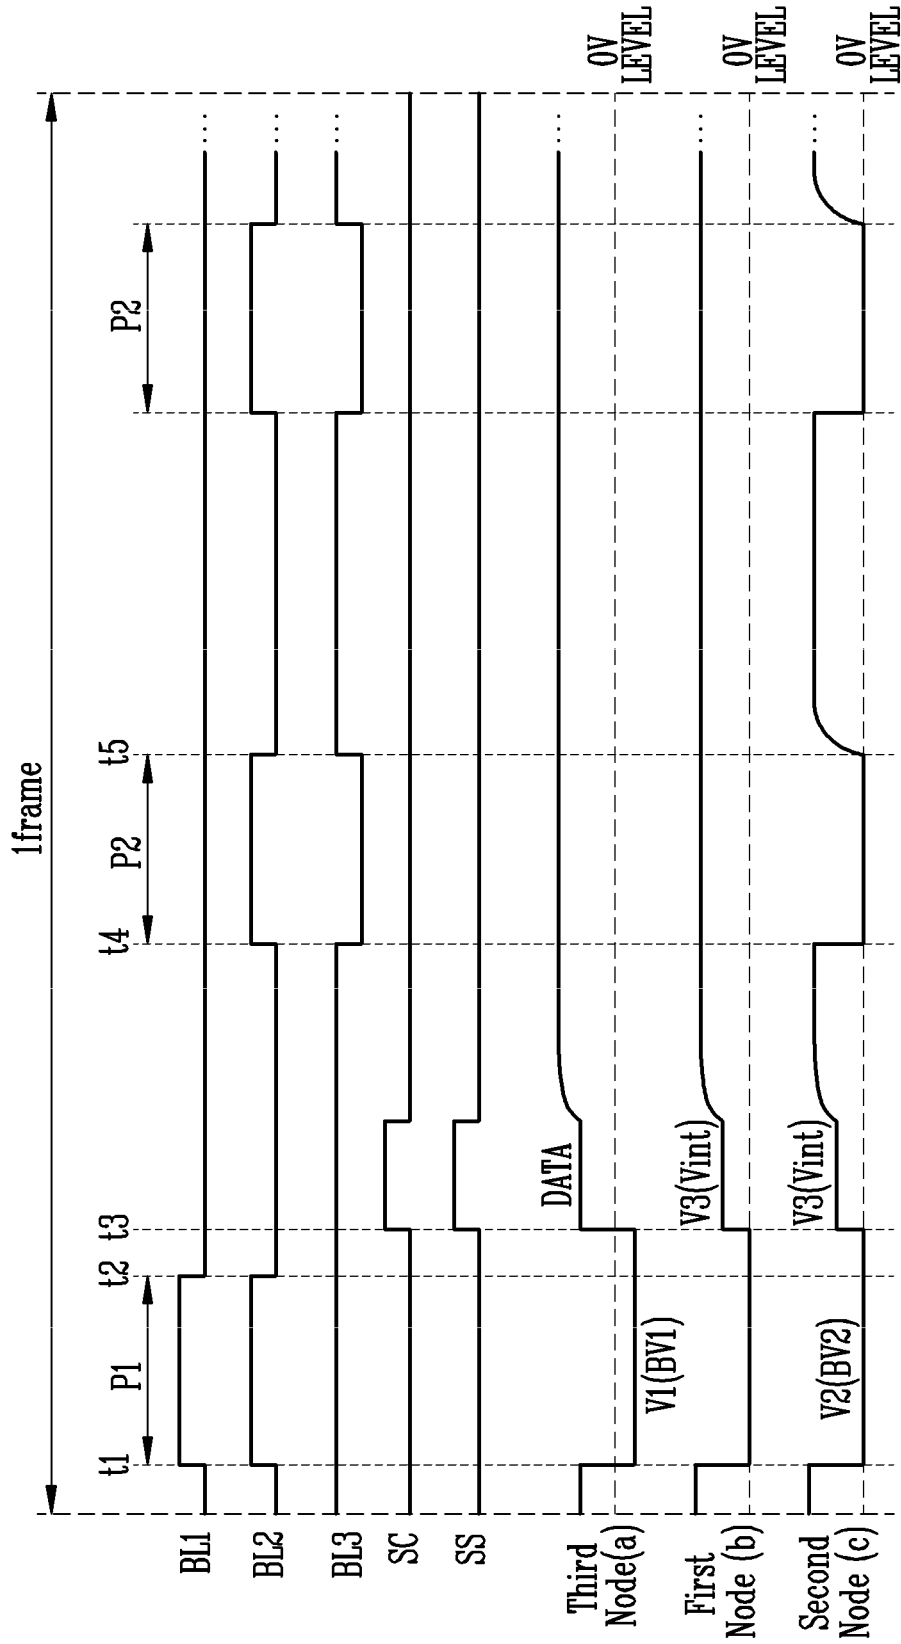 1frame
t1
P1
t2
t3
t4
P2
t5
P2
BL1
...
BL2
...
BL3
...
SC
SS
Third
Node(a)
V1(BV1)
DATA
...
0V
LEVEL
First
Node (b)
V3(Vint)
...
0V
LEVEL
Second
Node (c)
V2(BV2)
V3(Vint)
...
0V
LEVEL